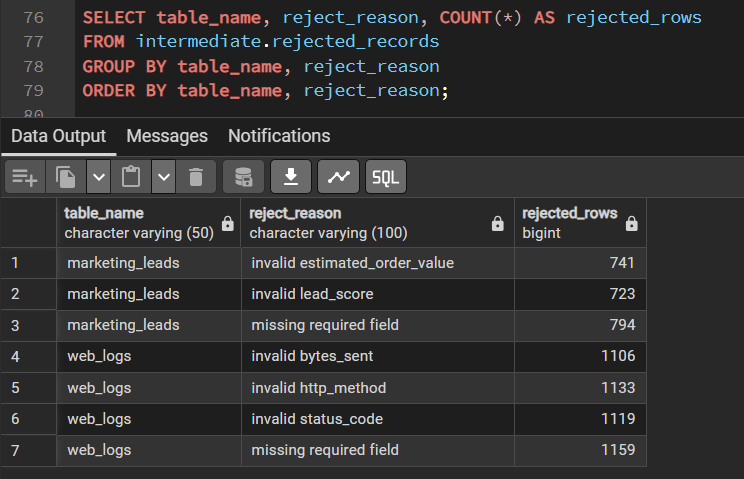 76 SELECT table_name, reject_reason, COUNT(*) AS rejected_rows
77 FROM intermediate.rejected_records
78 GROUP BY table_name, reject_reason
79 ORDER BY table_name, reject_reason;
80
Data Output Messages Notifications
SQL
table_name reject_reason rejected_rows
character varying (50) character varying (100) bigint
1 marketing_leads invalid estimated_order_value 741
2 marketing_leads invalid lead_score 723
3 marketing_leads missing required field 794
4 web_logs invalid bytes_sent 1106
5 web_logs invalid http_method 1133
6 web_logs invalid status_code 1119
7 web_logs missing required field 1159